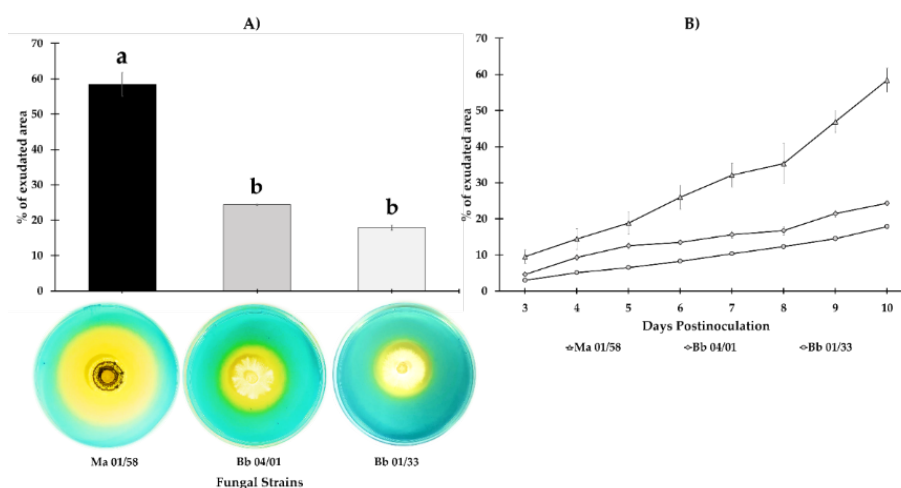 A)
% of exudated area
70
60
50
40
30
20
10
0
a
b
b
Ma 01/58 Bb 04/01 Bb 01/33
Fungal Strains
B)
% of exudated area
70
60
50
40
30
20
10
0
3 4 5 6 7 8 9 10
Days Postinoculation
Ma 01/58 Bb 04/01 Bb 01/33